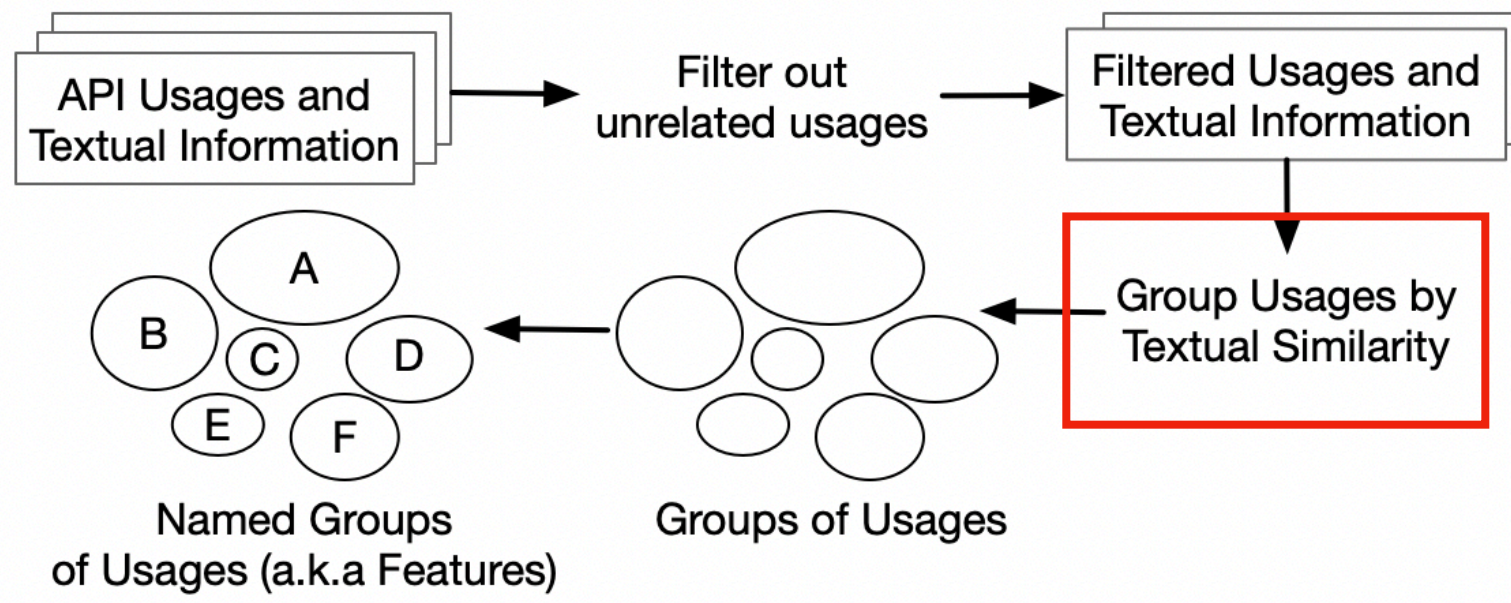 API Usages and
Textual Information
Filter out
unrelated usages
Filtered Usages and
Textual Information
Group Usages by
Textual Similarity
A
B
C
D
E
F
Named Groups
of Usages (a.k.a Features)
Groups of Usages